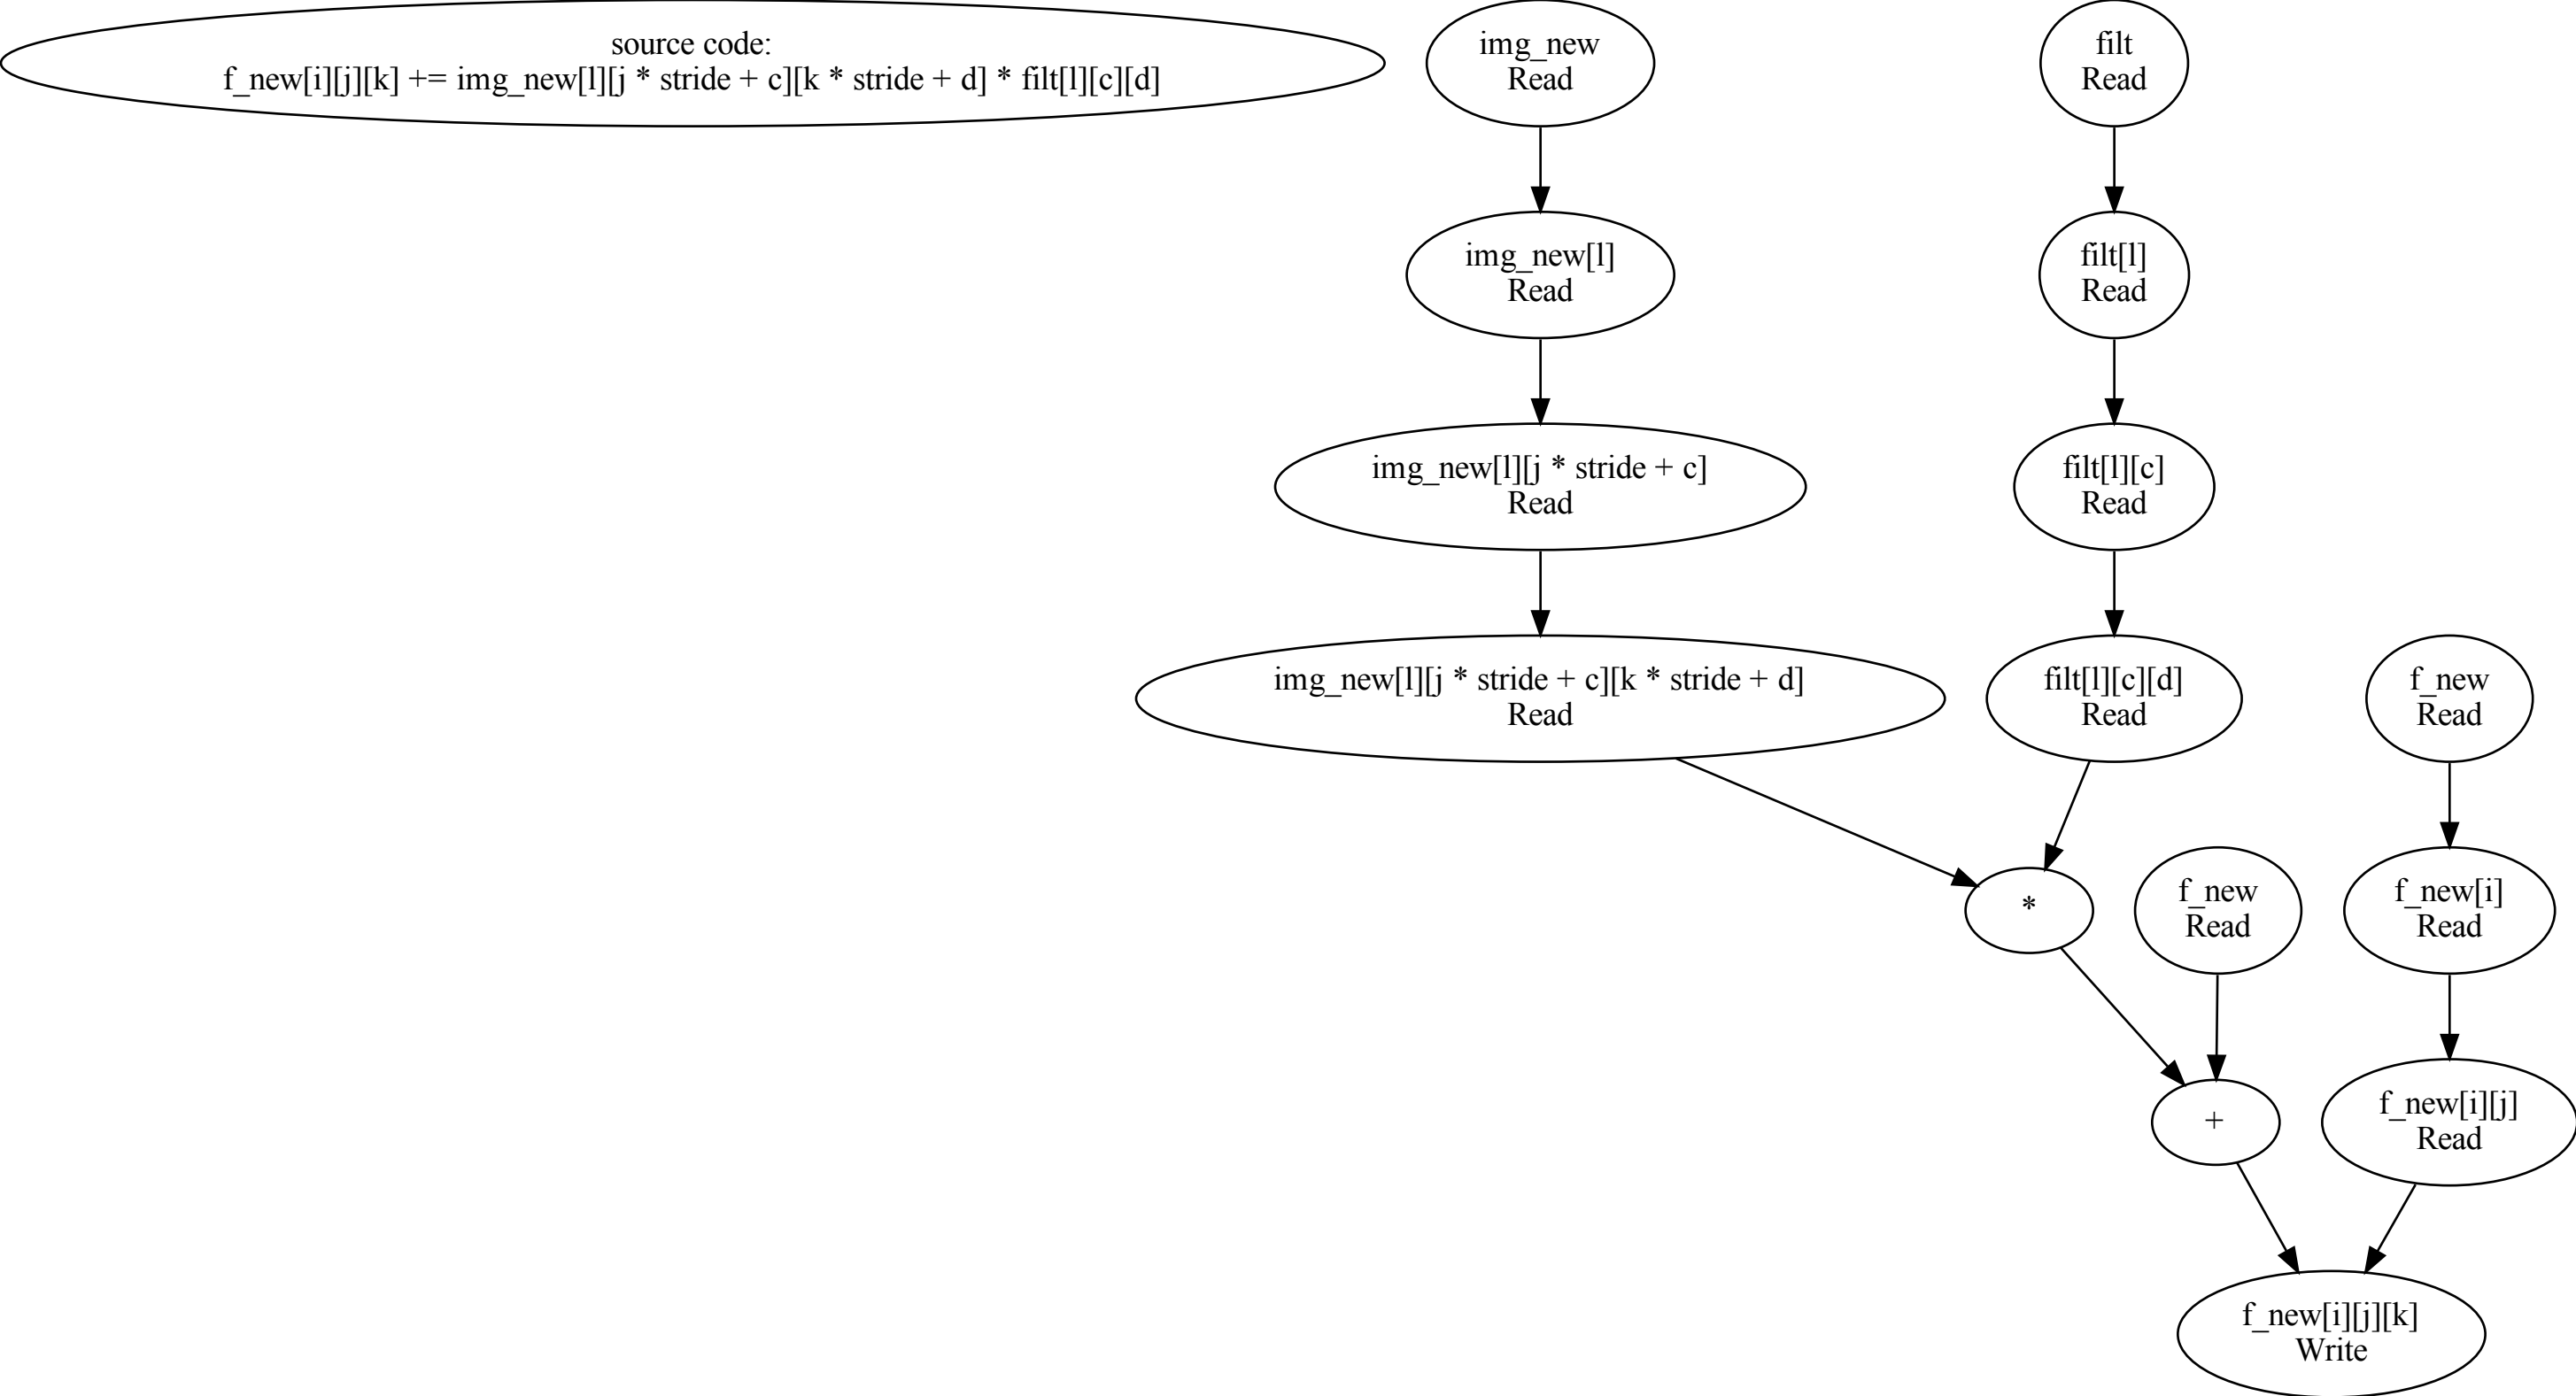 source code:
f_new[i][j][k] += img_new[l][j * stride + c][k * stride + d] * filt[l][c][d]
img_new
Read
filt
Read
img_new[l]
Read
filt[l]
Read
img_new[l][j * stride + c]
Read
filt[l][c]
Read
img_new[l][j * stride + c][k * stride + d]
Read
filt[l][c][d]
Read
f_new
Read
*
f_new
Read
f_new[i]
Read
+
f_new[i][j]
Read
f_new[i][j][k]
Write